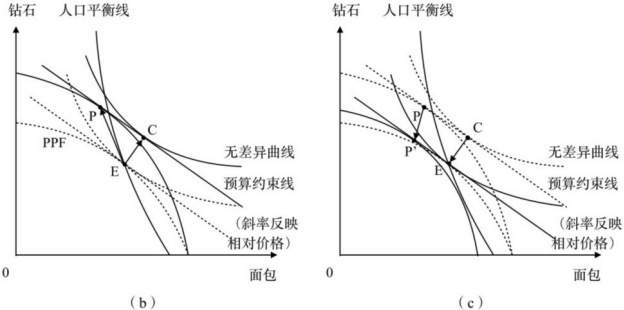 钻石 人口平衡线
P
C
PPF
E
无差异曲线
预算约束线
(斜率反映
相对价格)
0
面包
(b)
钻石 人口平衡线
P
C
P'
E
无差异曲线
预算约束线
(斜率反映
相对价格)
0
面包
(c)